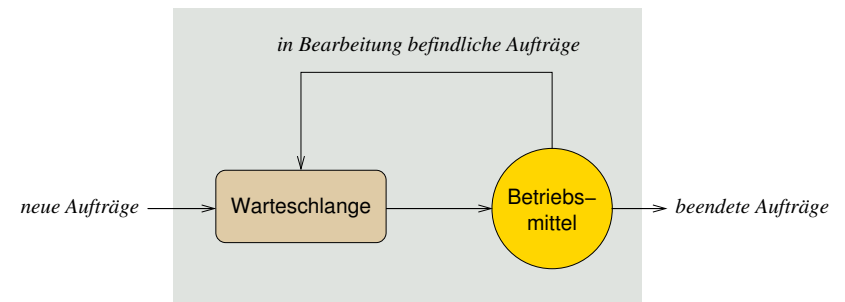 in Bearbeitung befindliche Aufträge
neue Aufträge
Warteschlange
Betriebs−
mittel
beendete Aufträge